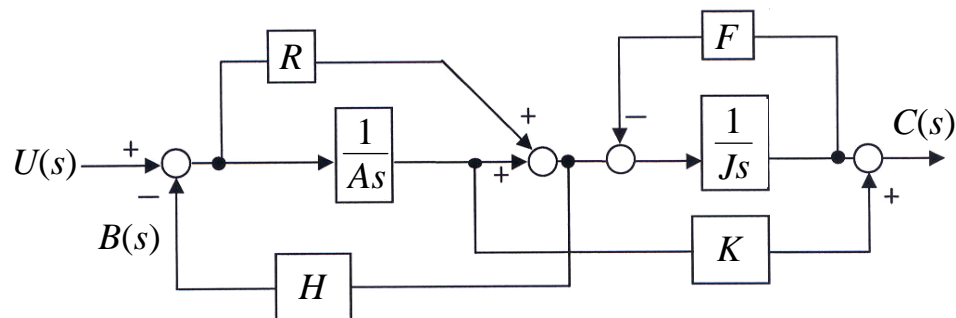 F
R
+
−
1
Js
C(s)
1
As
U(s)
+
+
−
+
B(s)
K
H